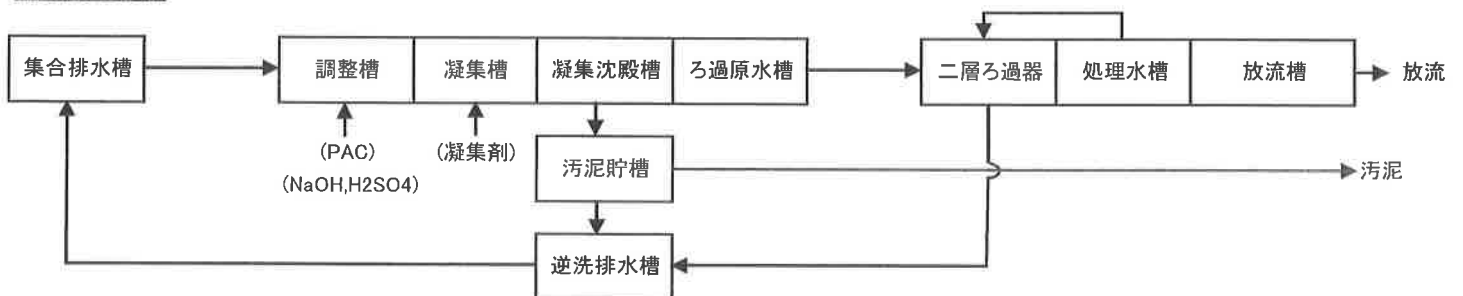 集合排水槽
調整槽
凝集槽
凝集沈殿槽
ろ過原水槽
二層ろ過器
処理水槽
放流槽
放流
(PAC)
(NaOH,H2SO4)
(凝集剤)
汚泥貯槽
汚泥
逆洗排水槽